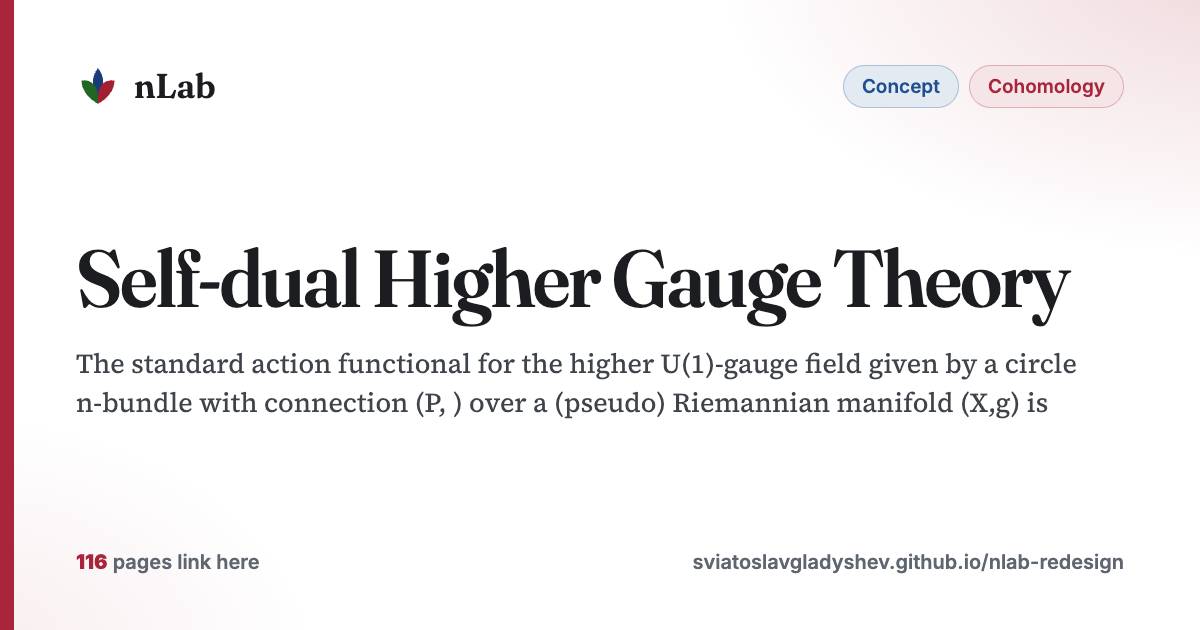 nLab
Concept
Cohomology
Self-dual Higher Gauge Theory
The standard action functional for the higher U(1)-gauge field given by a circle
n-bundle with connection (P, ) over a (pseudo) Riemannian manifold (X,g) is
116 pages link here
sviatoslavgladyshev.github.io/nlab-redesign